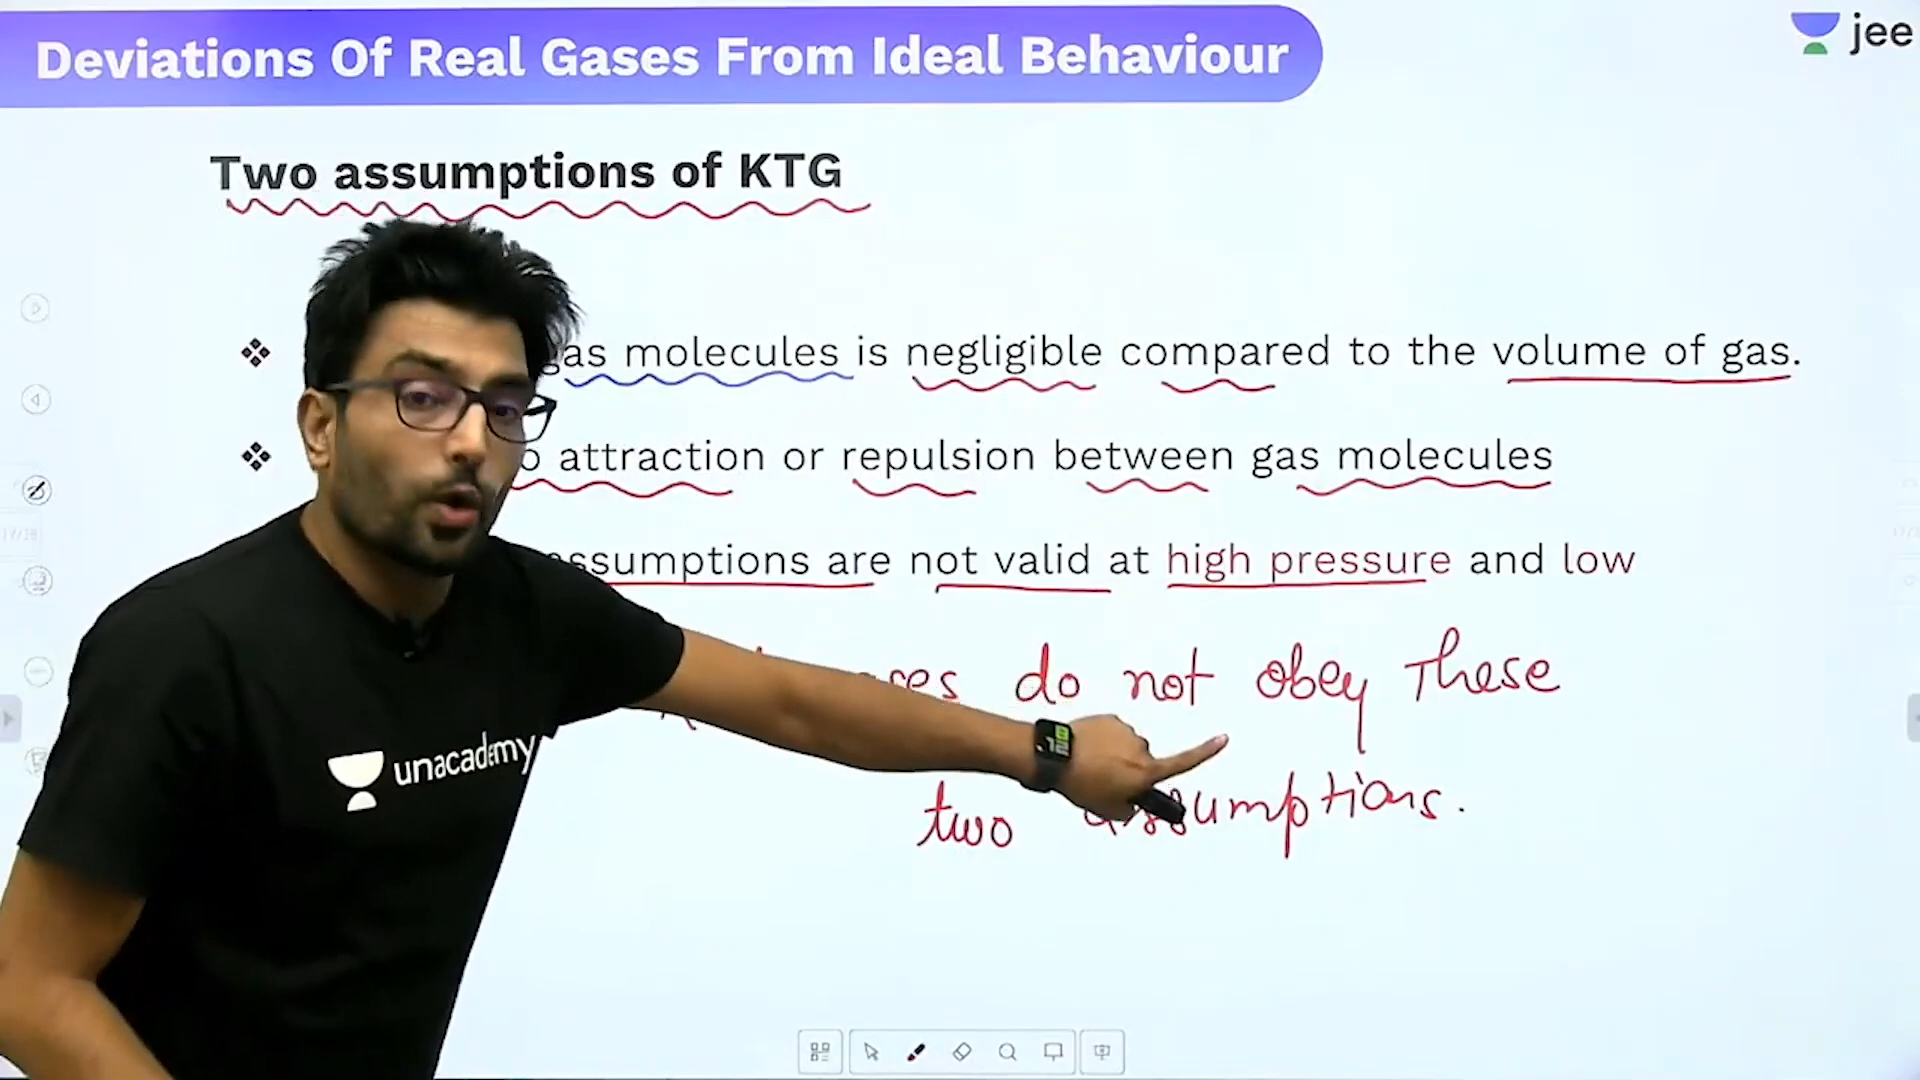 Deviations Of Real Gases From Ideal Behaviour
jee
Two assumptions of KTG
gas molecules is negligible compared to the volume of gas.
attraction or repulsion between gas molecules
assumptions are not valid at high pressure and low
do not obey These
two assumptions.
unacademy